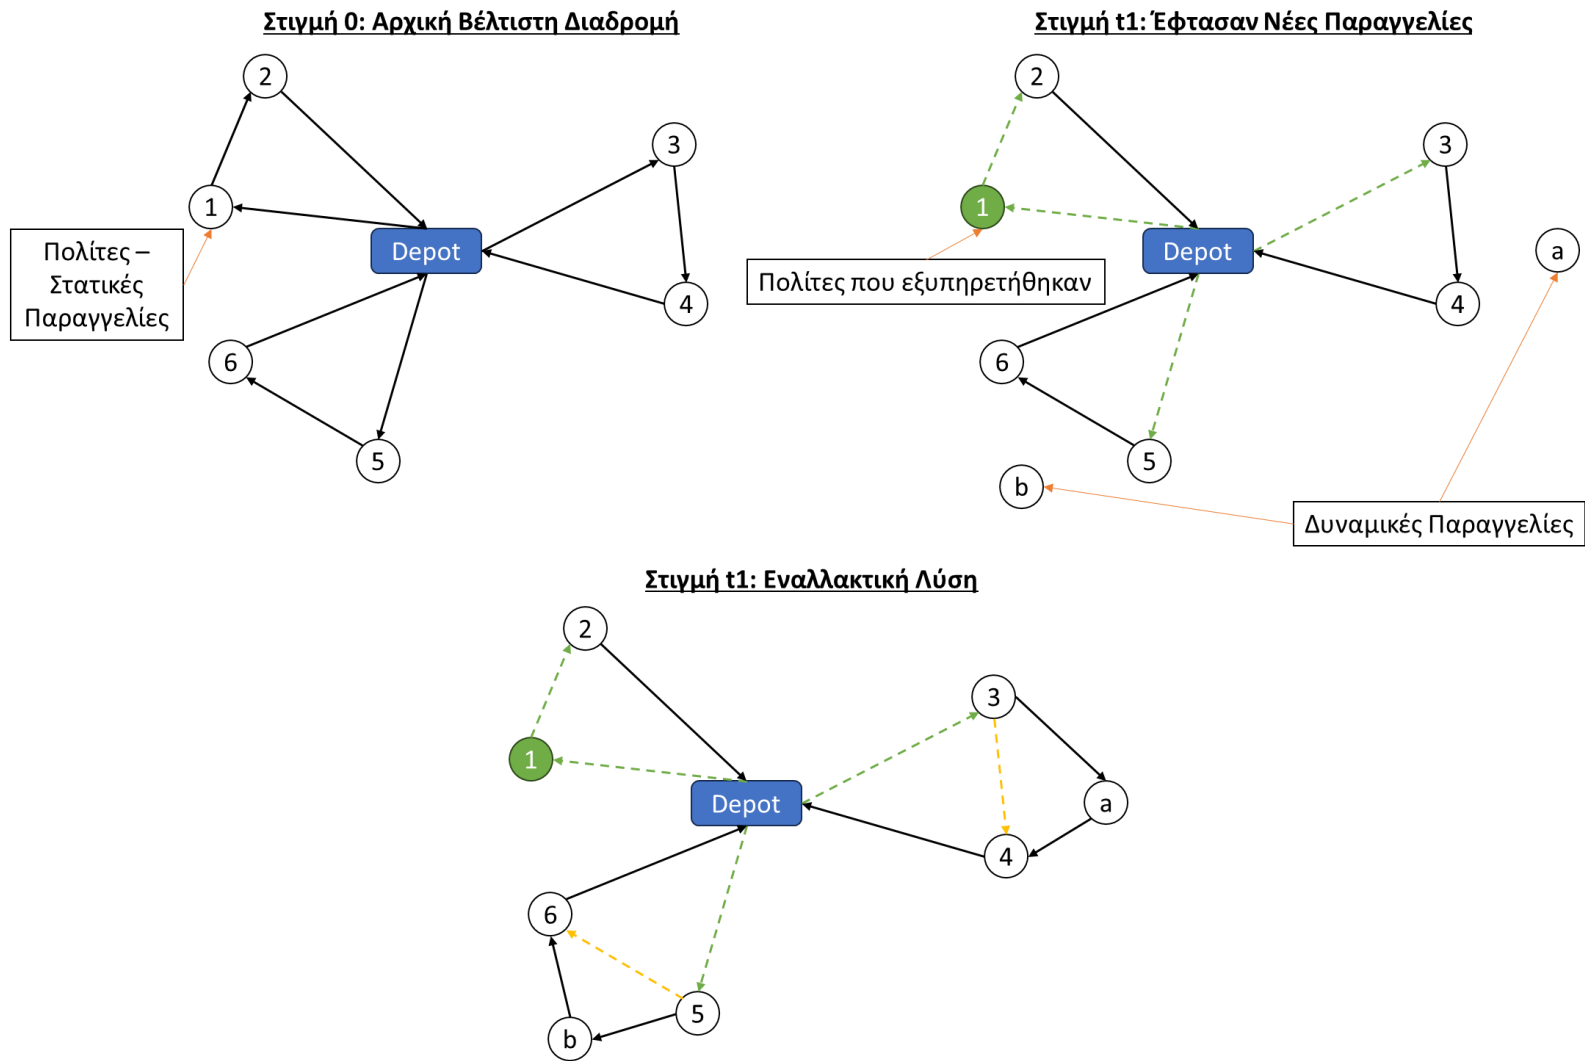 Στιγμή 0: Αρχική Βέλτιστη Διαδρομή
2
3
1
Depot
4
Πολίτες –
Στατικές
Παραγγελίες
6
5
Στιγμή t1: Έφτασαν Νέες Παραγγελίες
2
3
1
Depot
a
Πολίτες που εξυπηρετήθηκαν
4
6
5
b
Δυναμικές Παραγγελίες
Στιγμή t1: Εναλλακτική Λύση
2
3
1
Depot
a
4
6
5
b